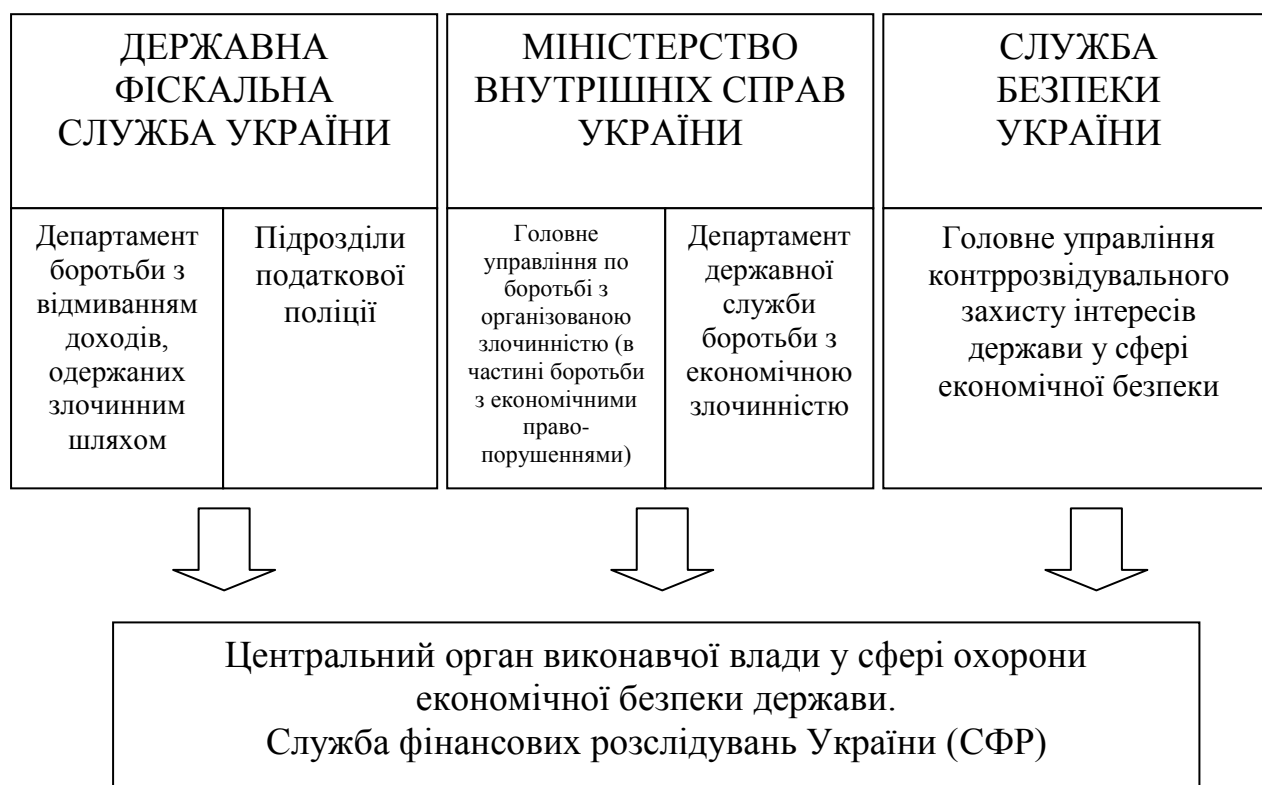 ДЕРЖАВНА
ФІСКАЛЬНА
СЛУЖБА УКРАЇНИ
МІНІСТЕРСТВО
ВНУТРІШНІХ СПРАВ
УКРАЇНИ
СЛУЖБА
БЕЗПЕКИ
УКРАЇНИ
Департамент
боротьби з
відмиванням
доходів,
одержаних
злочинним
шляхом
Підрозділи
податкової
поліції
Головне
управління по
боротьбі з
організованою
злочинністю (в
частині боротьби
з економічними
право-
порушеннями)
Департамент
державної
служби
боротьби з
економічною
злочинністю
Головне управління
контррозвідувального
захисту інтересів
держави у сфері
економічної безпеки
Центральний орган виконавчої влади у сфері охорони
економічної безпеки держави.
Служба фінансових розслідувань України (СФР)